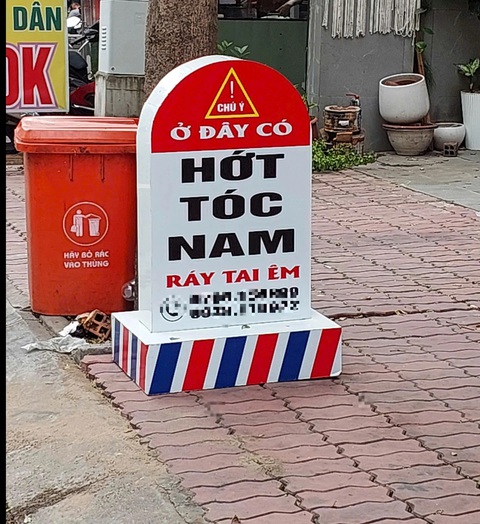 DÂN
OK
!
CHÚ Ý
Ở ĐÂY CÓ
HỚT
TÓC
NAM
RÁY TAI ÊM
HÃY BỎ RÁC
VÀO THÙNG